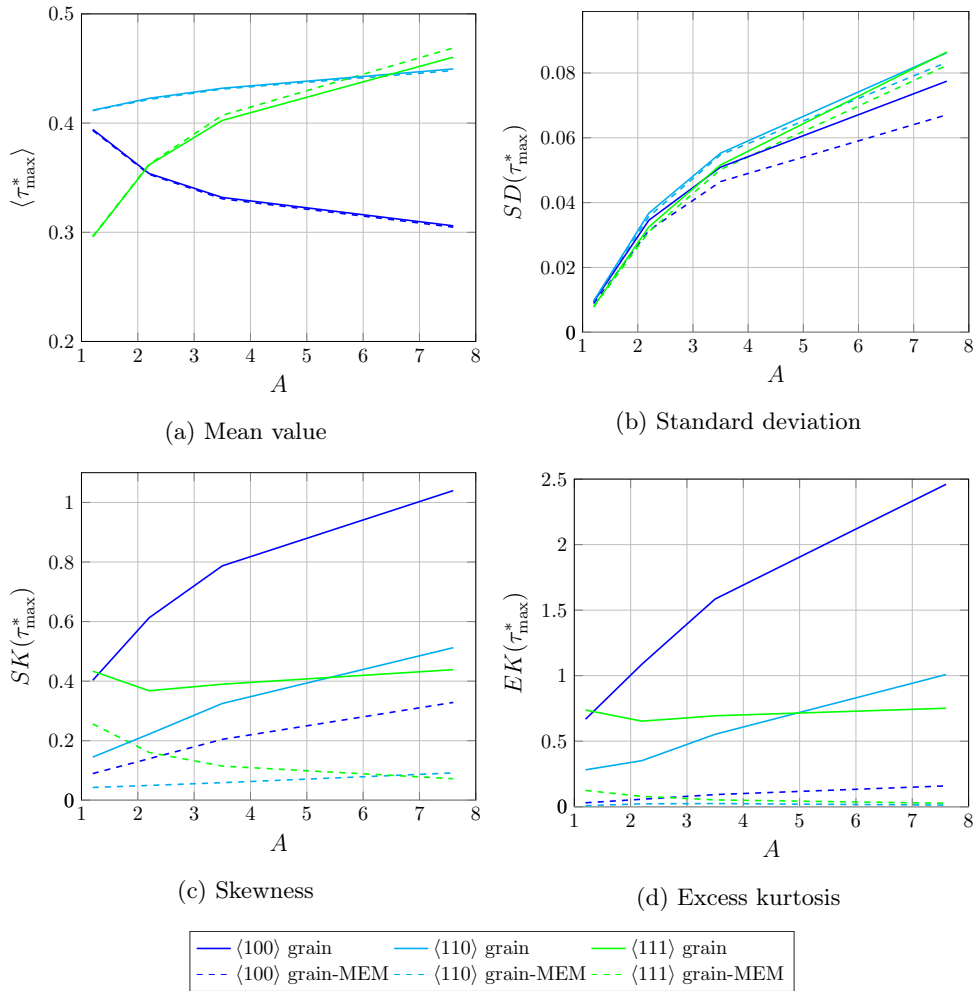 0.5
0.4
0.3
0.2
⟨τ*max⟩
1 2 3 4 5 6 7 8
A
(a) Mean value
0.08
0.06
0.04
0.02
0
SD(τ*max)
1 2 3 4 5 6 7 8
A
(b) Standard deviation
1
0.8
0.6
0.4
0.2
0
SK(τ*max)
1 2 3 4 5 6 7 8
A
(c) Skewness
2.5
2
1.5
1
0.5
0
EK(τ*max)
1 2 3 4 5 6 7 8
A
(d) Excess kurtosis
⟨100⟩ grain ⟨110⟩ grain ⟨111⟩ grain
⟨100⟩ grain-MEM ⟨110⟩ grain-MEM ⟨111⟩ grain-MEM